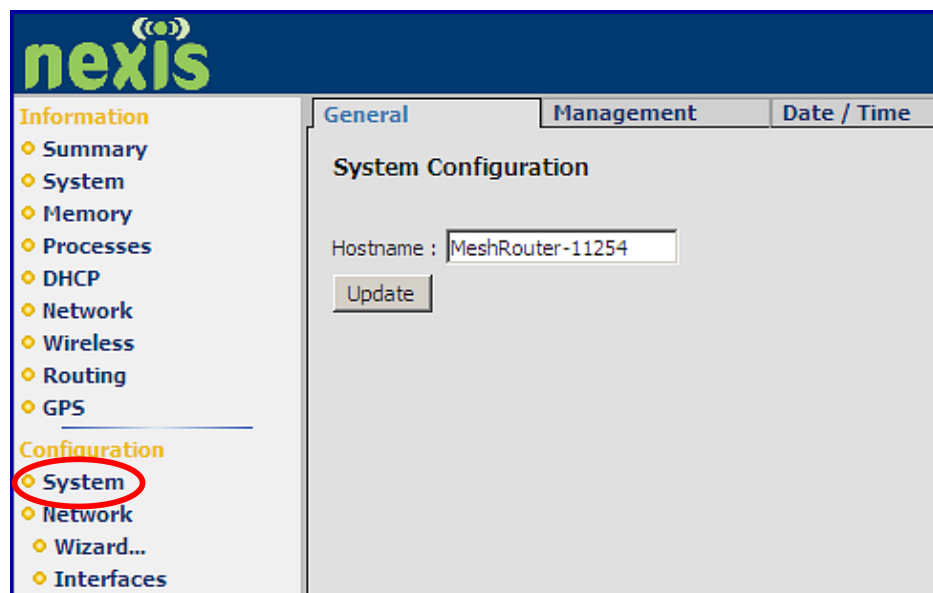 nexis
Information
Summary
System
Memory
Processes
DHCP
Network
Wireless
Routing
GPS
Configuration
System
Network
Wizard...
Interfaces
General
Management
Date / Time
System Configuration
Hostname : MeshRouter-11254
Update